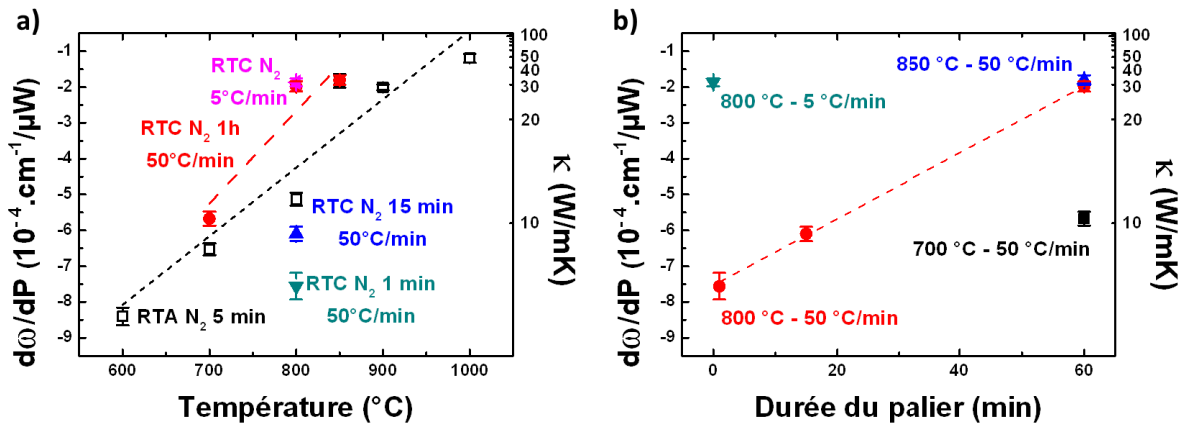 a)
dω/dP (10⁻⁴.cm⁻¹/μW)
-1
-2
-3
-4
-5
-6
-7
-8
-9
RTC N₂
5°C/min
RTC N₂ 1h
50°C/min
RTC N₂ 15 min
50°C/min
RTC N₂ 1 min
50°C/min
RTA N₂ 5 min
100
40
30
20
10
κ (W/mK)
600
700
800
900
1000
Température (°C)
b)
dω/dP (10⁻⁴.cm⁻¹/μW)
-1
-2
-3
-4
-5
-6
-7
-8
-9
850 °C - 50 °C/min
800 °C - 5 °C/min
700 °C - 50 °C/min
800 °C - 50 °C/min
100
40
30
20
10
κ (W/mK)
0
20
40
60
Durée du palier (min)